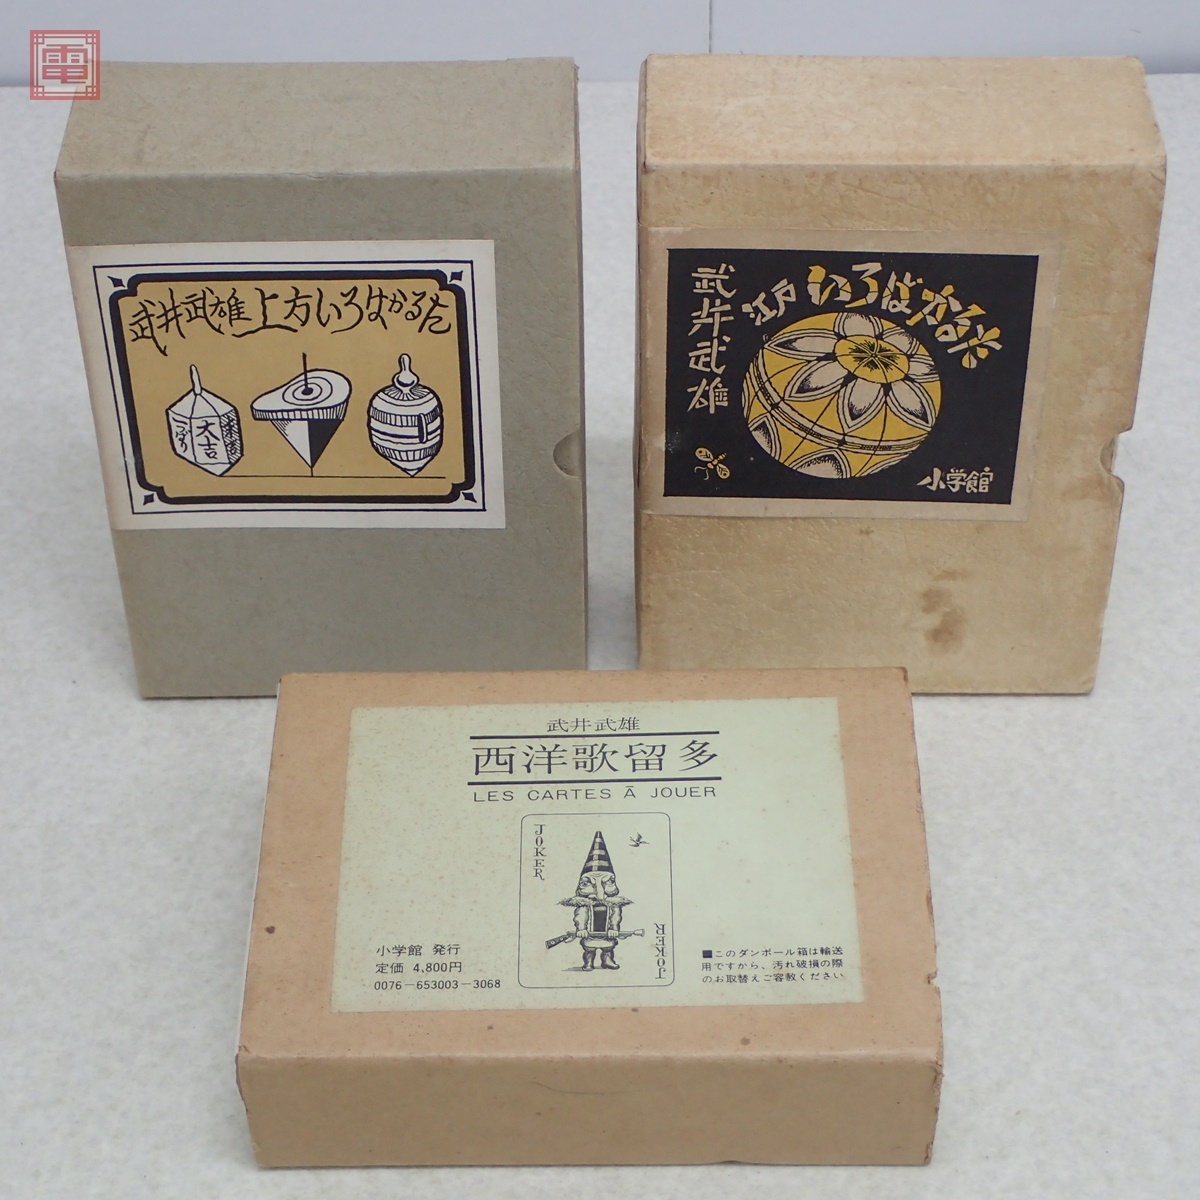 電
武井武雄上方いろはかるた
大吉
武井武雄
江戸いろはかるた
小学館
武井武雄
西洋歌留多
LES CARTES À JOUER
JOKER
JOKER
小学館 発行
定価 4,800円
0076-653003-3068
■このダンボール箱は輸送
用ですから、汚れ破損の際
のお取替えご容赦ください